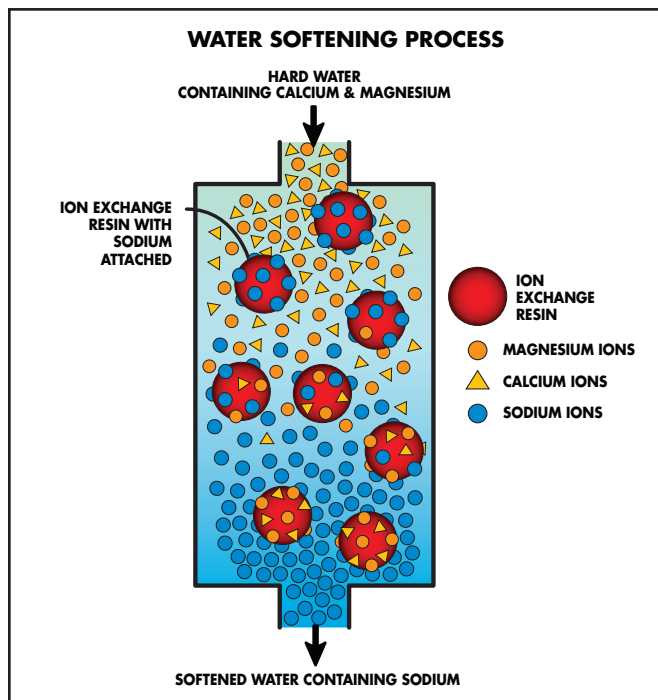 WATER SOFTENING PROCESS
HARD WATER
CONTAINING CALCIUM & MAGNESIUM
ION EXCHANGE
RESIN WITH
SODIUM
ATTACHED
ION
EXCHANGE
RESIN
MAGNESIUM IONS
CALCIUM IONS
SODIUM IONS
SOFTENED WATER CONTAINING SODIUM